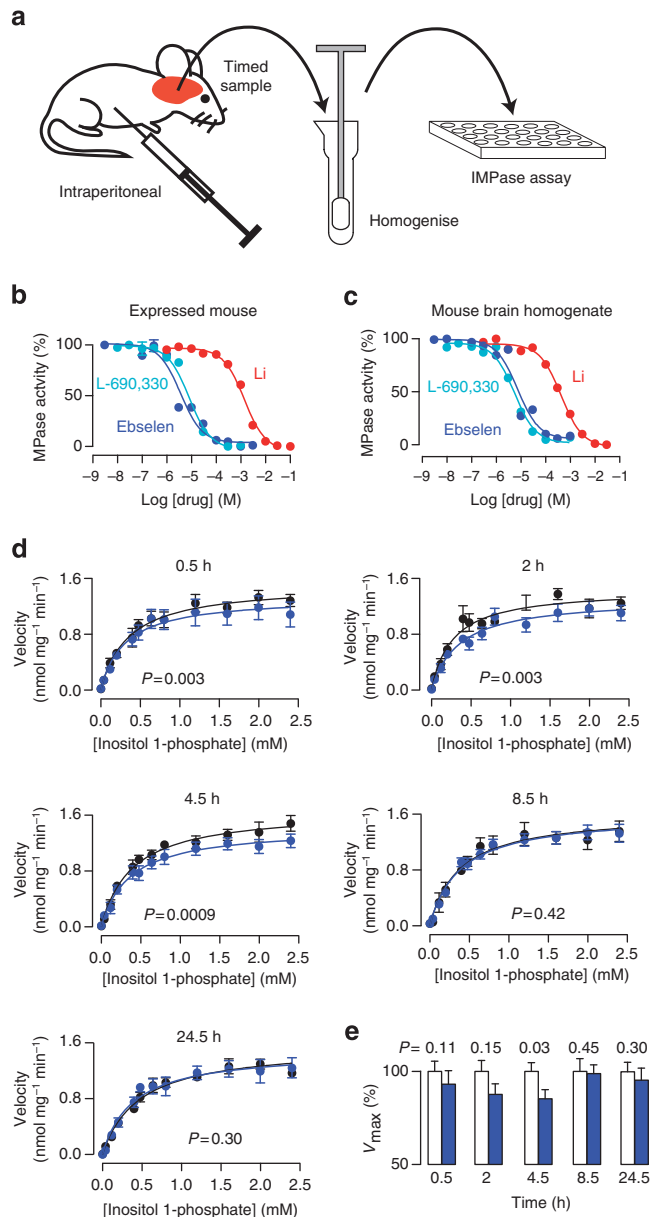 a
Timed
sample
Intraperitoneal
Homogenise
IMPase assay
b
Expressed mouse
MPase actvity (%)
100
50
0
L-690,330
Li
Ebselen
−9 −8 −7 −6 −5 −4 −3 −2 −1
Log [drug] (M)
c
Mouse brain homogenate
MPase activity (%)
100
50
0
L-690,330
Li
Ebselen
−9 −8 −7 −6 −5 −4 −3 −2 −1
Log [drug] (M)
d
0.5 h
Velocity
(nmol mg⁻¹ min⁻¹)
1.6
0.8
0.0
P=0.003
0.0 0.5 1.0 1.5 2.0 2.5
[Inositol 1-phosphate] (mM)
2 h
Velocity
(nmol mg⁻¹ min⁻¹)
1.6
0.8
0.0
P=0.003
0.0 0.5 1.0 1.5 2.0 2.5
[Inositol 1-phosphate] (mM)
4.5 h
Velocity
(nmol mg⁻¹ min⁻¹)
1.6
0.8
0.0
P=0.0009
0.0 0.5 1.0 1.5 2.0 2.5
[Inositol 1-phosphate] (mM)
8.5 h
Velocity
(nmol mg⁻¹ min⁻¹)
1.6
0.8
0.0
P=0.42
0.0 0.5 1.0 1.5 2.0 2.5
[Inositol 1-phosphate] (mM)
24.5 h
Velocity
(nmol mg⁻¹ min⁻¹)
1.6
0.8
0.0
P=0.30
0.0 0.5 1.0 1.5 2.0 2.5
[Inositol 1-phosphate] (mM)
e
P= 0.11 0.15 0.03 0.45 0.30
Vmax (%)
100
50
0.5 2 4.5 8.5 24.5
Time (h)